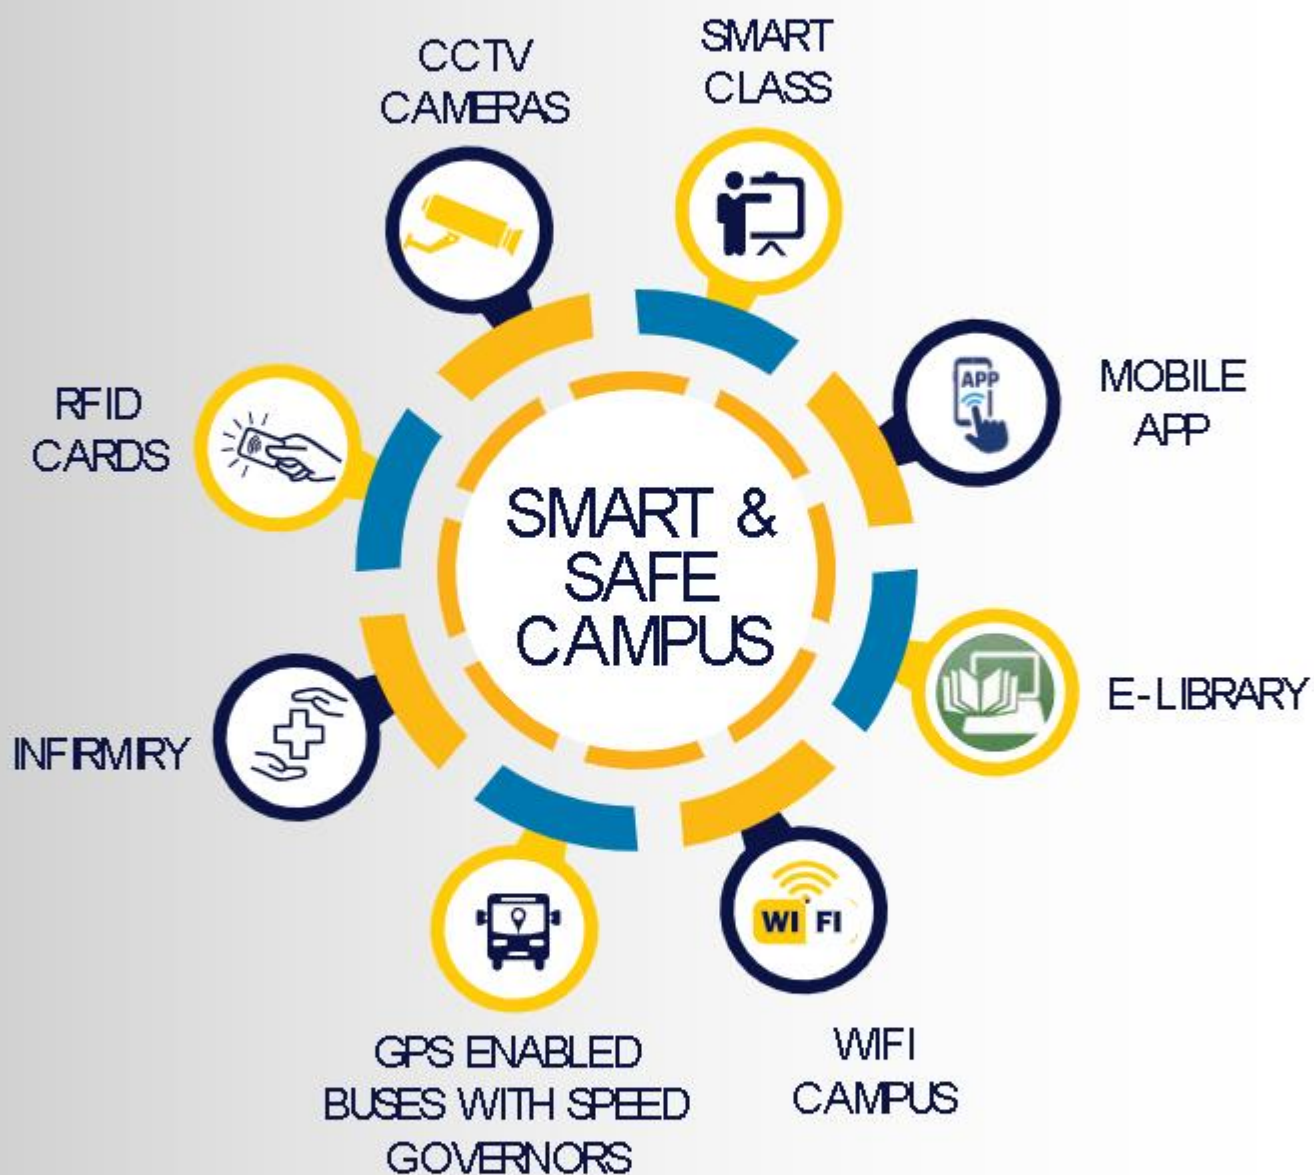 CCTV
CAMERAS
SMART
CLASS
RFID
CARDS
APP
MOBILE
APP
SMART &
SAFE
CAMPUS
INFIRMIRY
E-LIBRARY
WI FI
GPS ENABLED
BUSES WITH SPEED
GOVERNORS
WIFI
CAMPUS